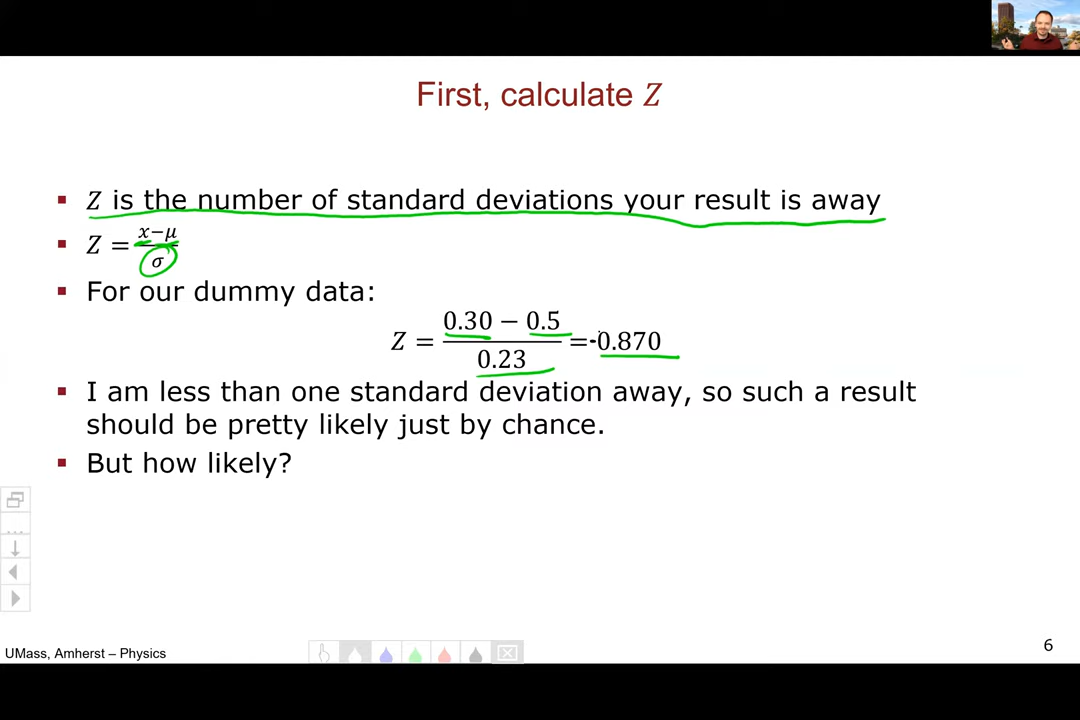 First, calculate Z
▪ Z is the number of standard deviations your result is away
▪ Z = x−μ / σ
▪ For our dummy data:
Z = 0.30 − 0.5 / 0.23 = -0.870
▪ I am less than one standard deviation away, so such a result
should be pretty likely just by chance.
▪ But how likely?
UMass, Amherst – Physics
6